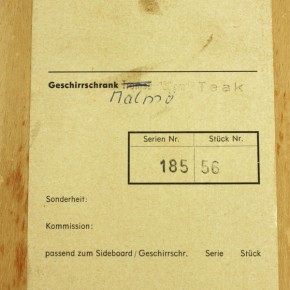 Geschirrschrank Teak
Malmö
Serien Nr. Stück Nr.
185 56
Sonderheit:
Kommission:
passend zum Sideboard/Geschirrschr. Serie Stück